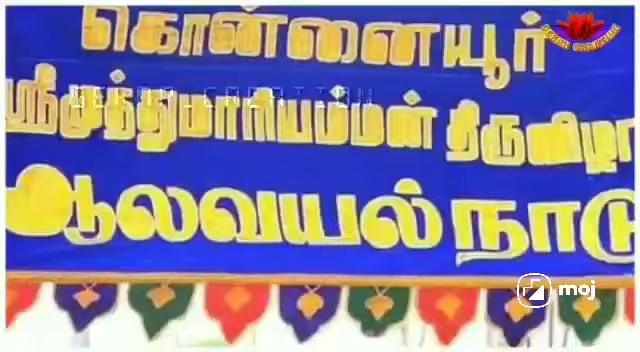 கொன்னையூர்
ஸ்ரீமுத்துமாரியம்மன் திருவிழா
ஆலவயல் நாடு
moj